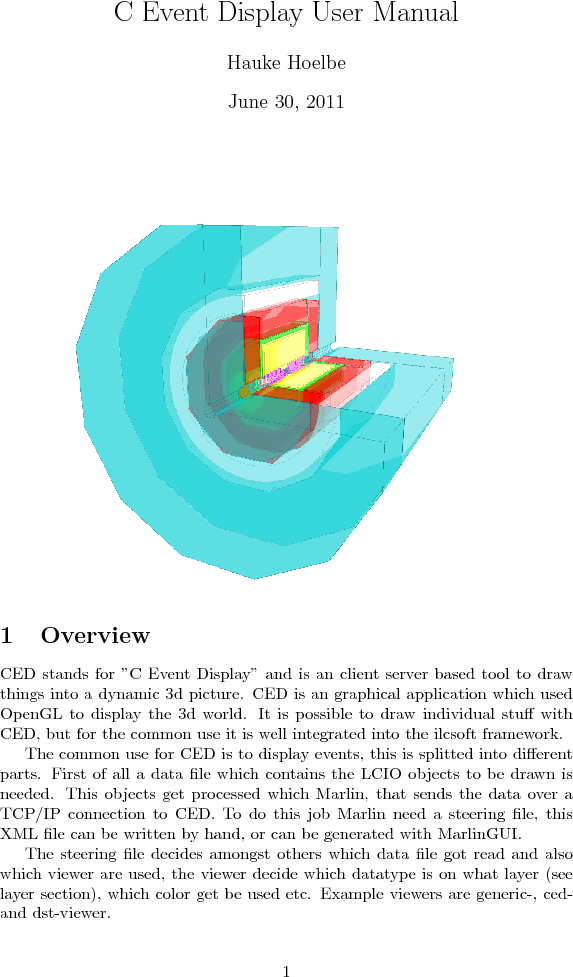 C Event Display User Manual
Hauke Hoelbe
June 30, 2011
1 Overview
CED stands for ”C Event Display” and is an client server based tool to draw
things into a dynamic 3d picture. CED is an graphical application which used
OpenGL to display the 3d world. It is possible to draw individual stuff with
CED, but for the common use it is well integrated into the ilcsoft framework.
The common use for CED is to display events, this is splitted into different
parts. First of all a data file which contains the LCIO objects to be drawn is
needed. This objects get processed which Marlin, that sends the data over a
TCP/IP connection to CED. To do this job Marlin need a steering file, this
XML file can be written by hand, or can be generated with MarlinGUI.
The steering file decides amongst others which data file got read and also
which viewer are used, the viewer decide which datatype is on what layer (see
layer section), which color get be used etc. Example viewers are generic-, ced-
and dst-viewer.
1